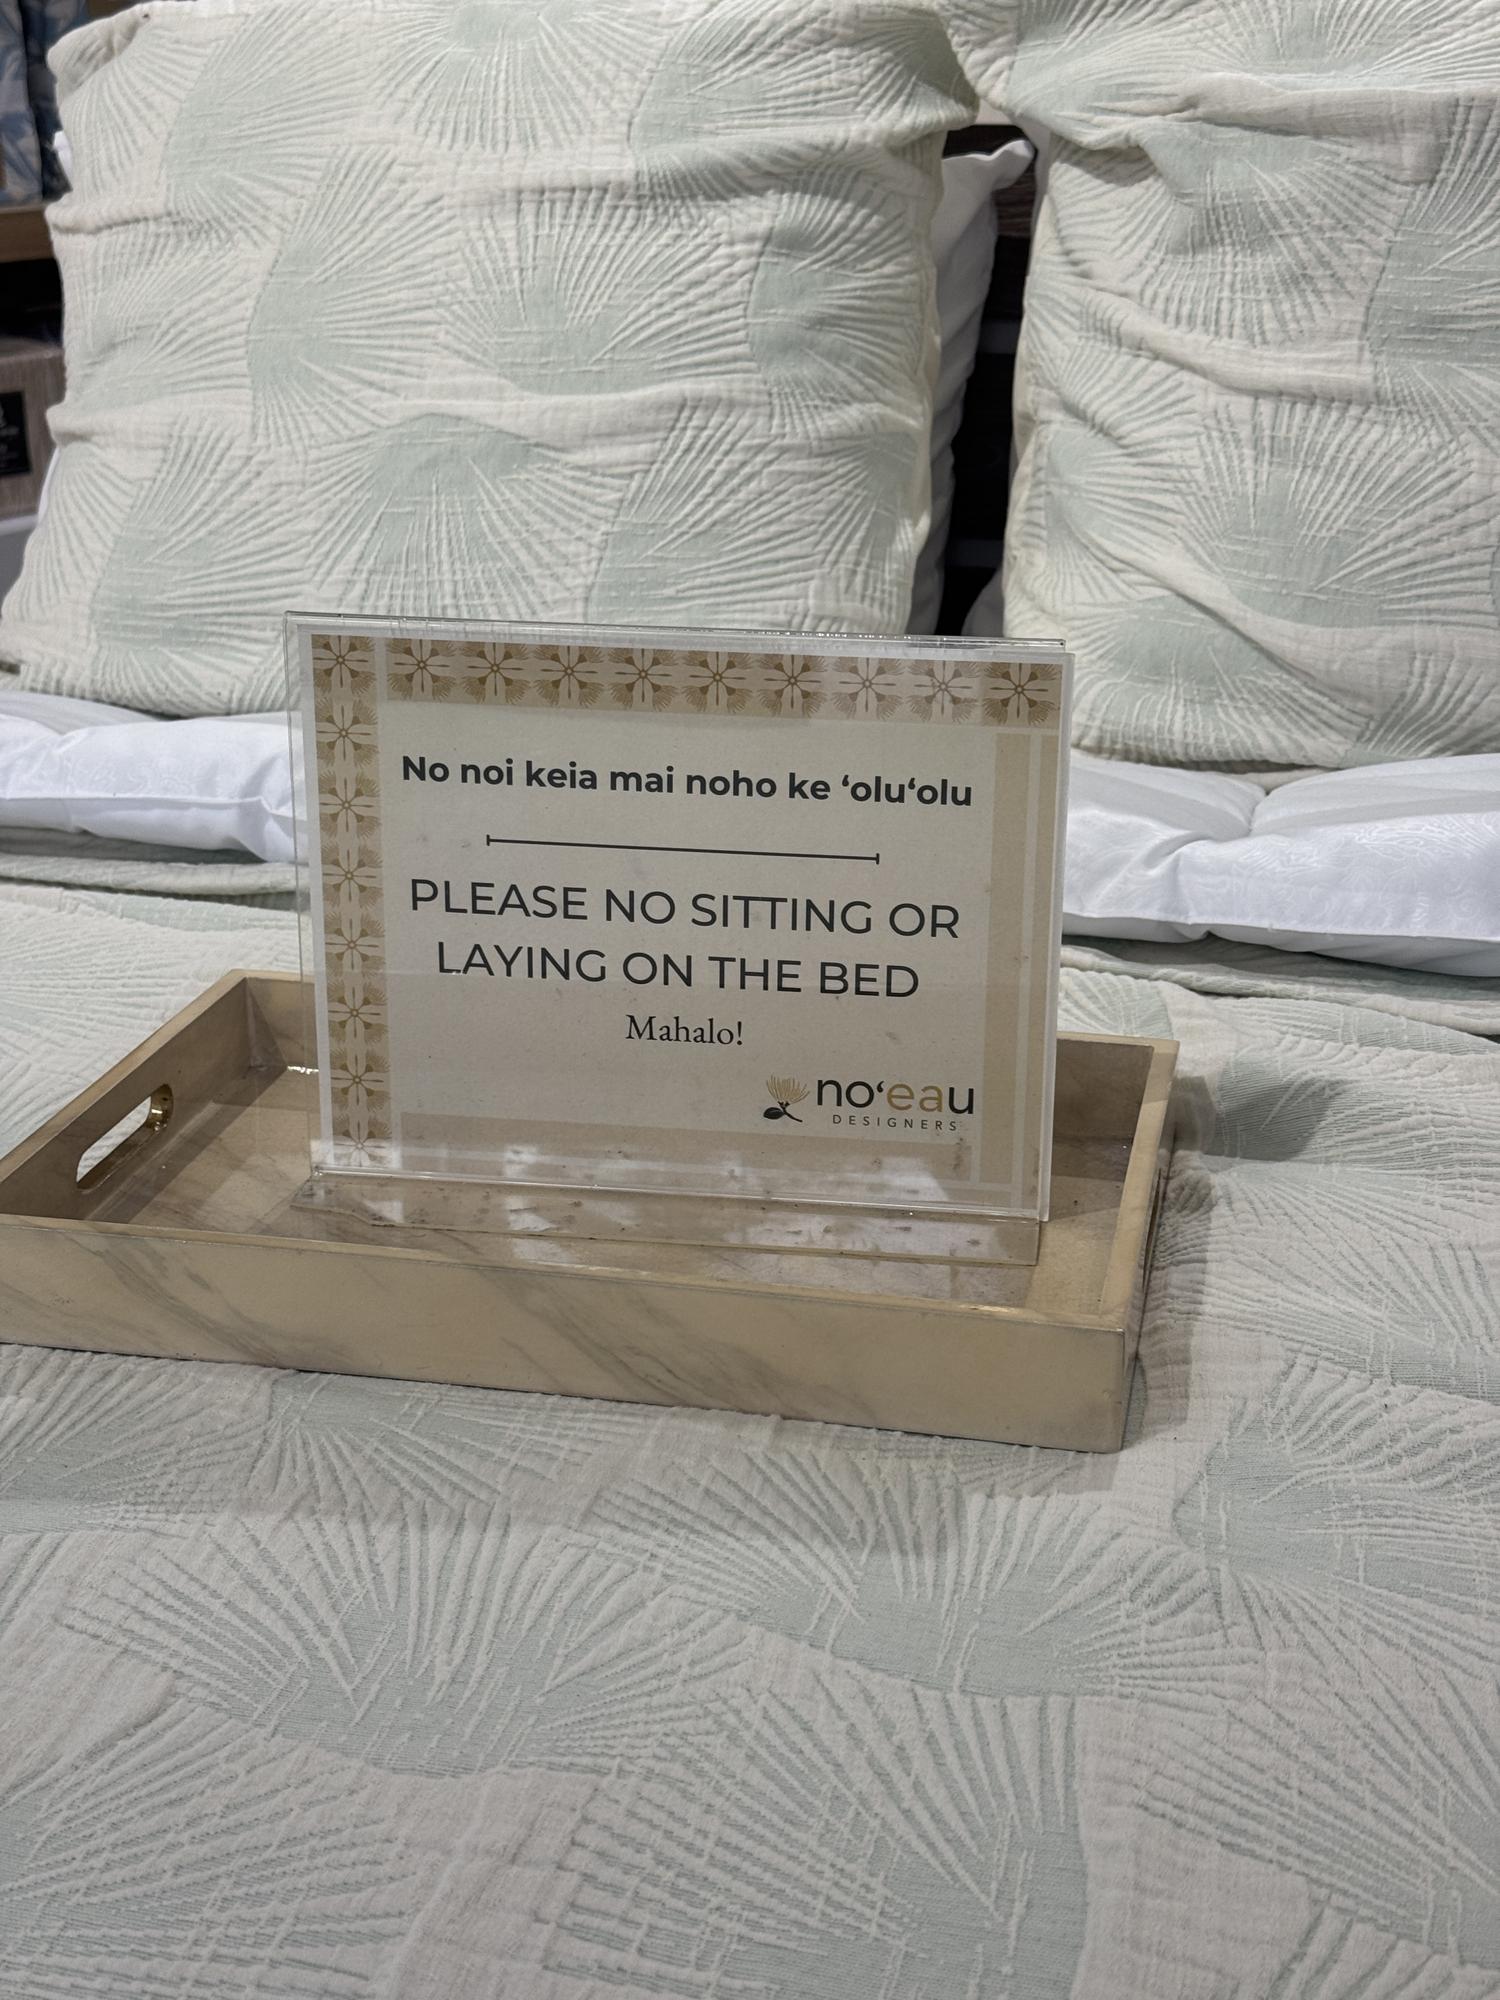 No noi keia mai noho ke ʻoluʻolu
PLEASE NO SITTING OR
LAYING ON THE BED
Mahalo!
noʻeau
DESIGNERS